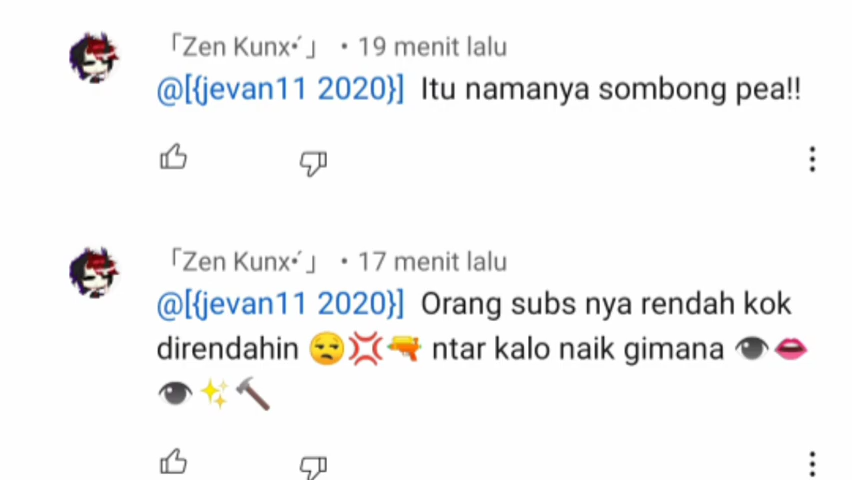 「Zen Kunx•́」 • 19 menit lalu
@[{jevan11 2020}] Itu namanya sombong pea!!
「Zen Kunx•́」 • 17 menit lalu
@[{jevan11 2020}] Orang subs nya rendah kok
direndahin 😒💢🔫 ntar kalo naik gimana 👁️👄
👁️✨🔨